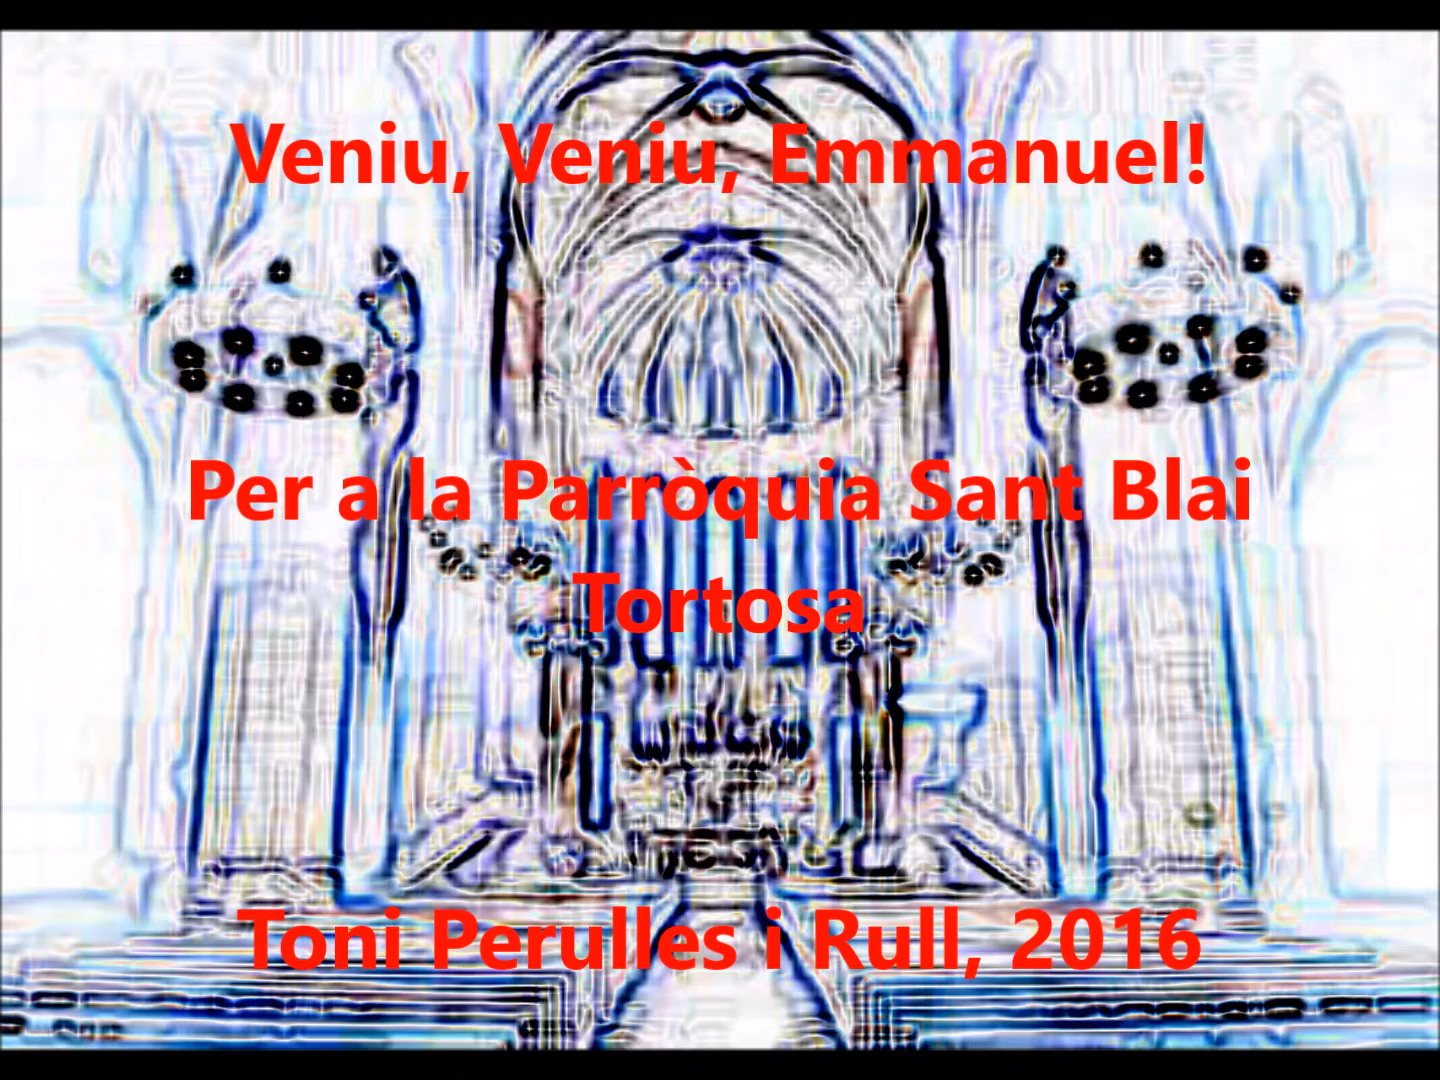 Veniu, Veniu, Emmanuel!
Per a la Parròquia Sant Blai
Tortosa
Toni Perulles i Rull, 2016